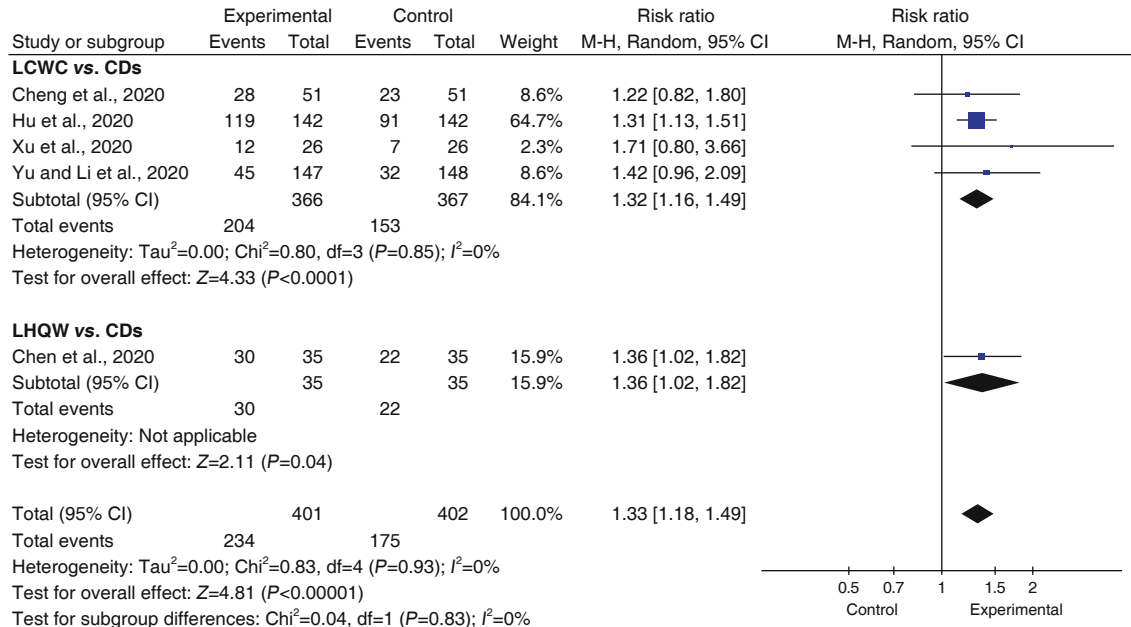 Experimental Control Risk ratio Risk ratio
Study or subgroup Events Total Events Total Weight M-H, Random, 95% CI M-H, Random, 95% CI
LCWC vs. CDs
Cheng et al., 2020 28 51 23 51 8.6% 1.22 [0.82, 1.80]
Hu et al., 2020 119 142 91 142 64.7% 1.31 [1.13, 1.51]
Xu et al., 2020 12 26 7 26 2.3% 1.71 [0.80, 3.66]
Yu and Li et al., 2020 45 147 32 148 8.6% 1.42 [0.96, 2.09]
Subtotal (95% CI) 366 367 84.1% 1.32 [1.16, 1.49]
Total events 204 153
Heterogeneity: Tau²=0.00; Chi²=0.80, df=3 (P=0.85); I²=0%
Test for overall effect: Z=4.33 (P<0.0001)
LHQW vs. CDs
Chen et al., 2020 30 35 22 35 15.9% 1.36 [1.02, 1.82]
Subtotal (95% CI) 35 35 15.9% 1.36 [1.02, 1.82]
Total events 30 22
Heterogeneity: Not applicable
Test for overall effect: Z=2.11 (P=0.04)
Total (95% CI) 401 402 100.0% 1.33 [1.18, 1.49]
Total events 234 175
Heterogeneity: Tau²=0.00; Chi²=0.83, df=4 (P=0.93); I²=0%
Test for overall effect: Z=4.81 (P<0.00001)
Test for subgroup differences: Chi²=0.04, df=1 (P=0.83); I²=0%
0.5 0.7 1 1.5 2
Control Experimental